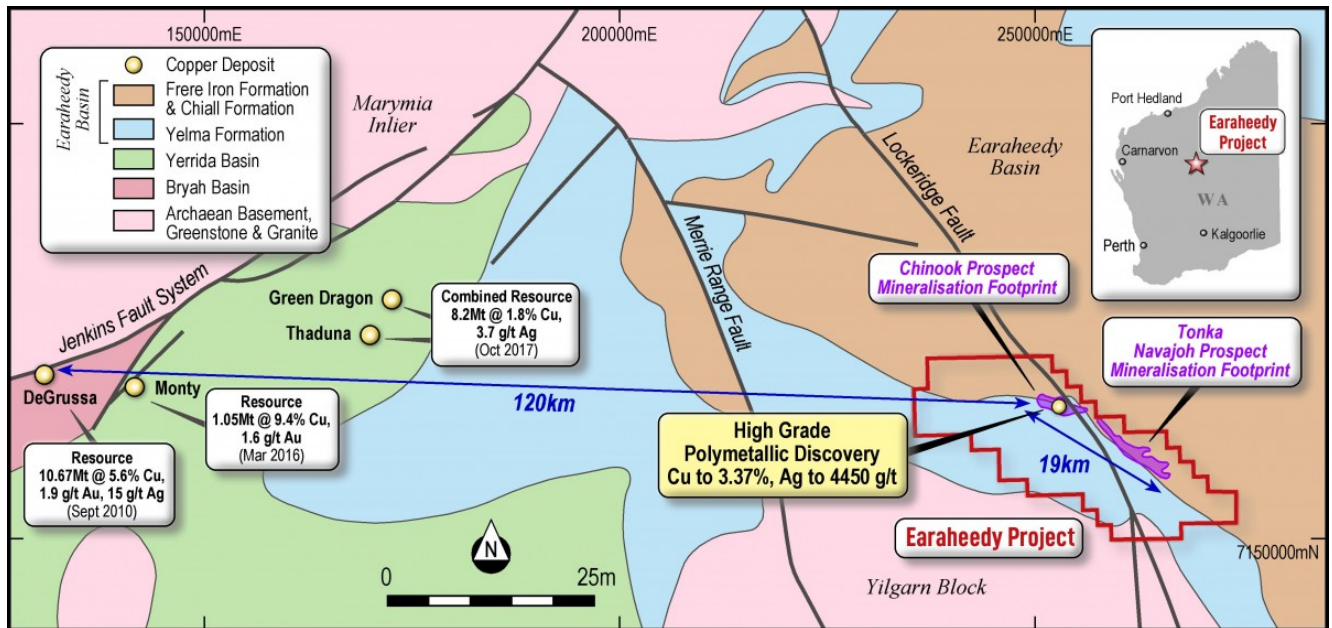 150000mE
200000mE
250000mE
Copper Deposit
Earaheedy
Basin
Frere Iron Formation
& Chiall Formation
Yelma Formation
Yerrida Basin
Bryah Basin
Archaean Basement,
Greenstone & Granite
Marymia
Inlier
Earaheedy
Basin
Lockeridge Fault
Merrie Range Fault
Jenkins Fault System
Port Hedland
Earaheedy
Project
Carnarvon
WA
Kalgoorlie
Perth
Chinook Prospect
Mineralisation Footprint
Tonka
Navajoh Prospect
Mineralisation Footprint
Green Dragon
Thaduna
Combined Resource
8.2Mt @ 1.8% Cu,
3.7 g/t Ag
(Oct 2017)
DeGrussa
Monty
Resource
1.05Mt @ 9.4% Cu,
1.6 g/t Au
(Mar 2016)
Resource
10.67Mt @ 5.6% Cu,
1.9 g/t Au, 15 g/t Ag
(Sept 2010)
120km
High Grade
Polymetallic Discovery
Cu to 3.37%, Ag to 4450 g/t
19km
Earaheedy Project
7150000mN
Yilgarn Block
N
0
25m